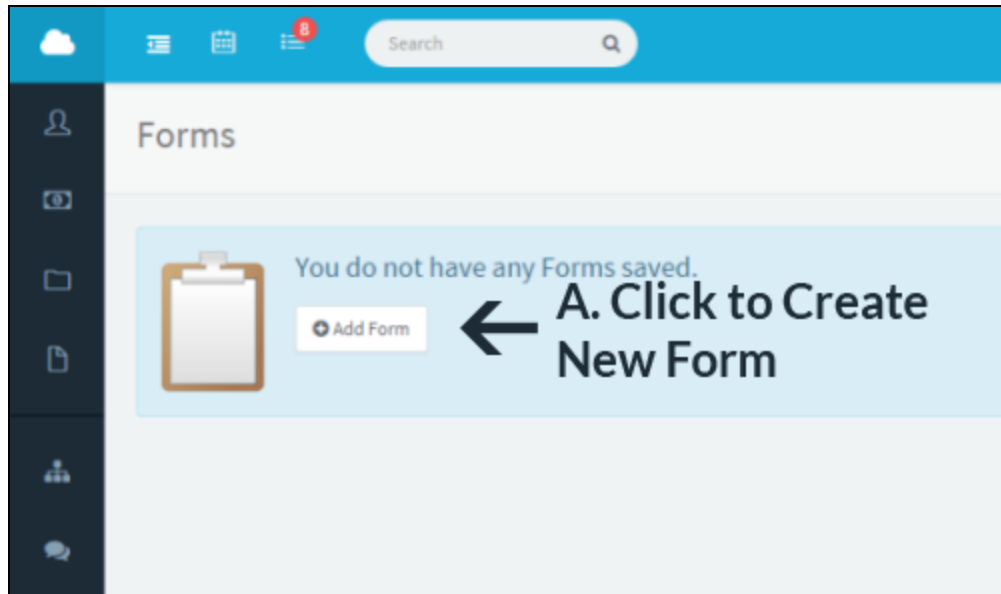 8
Search
Forms
You do not have any Forms saved.
Add Form
A. Click to Create
New Form